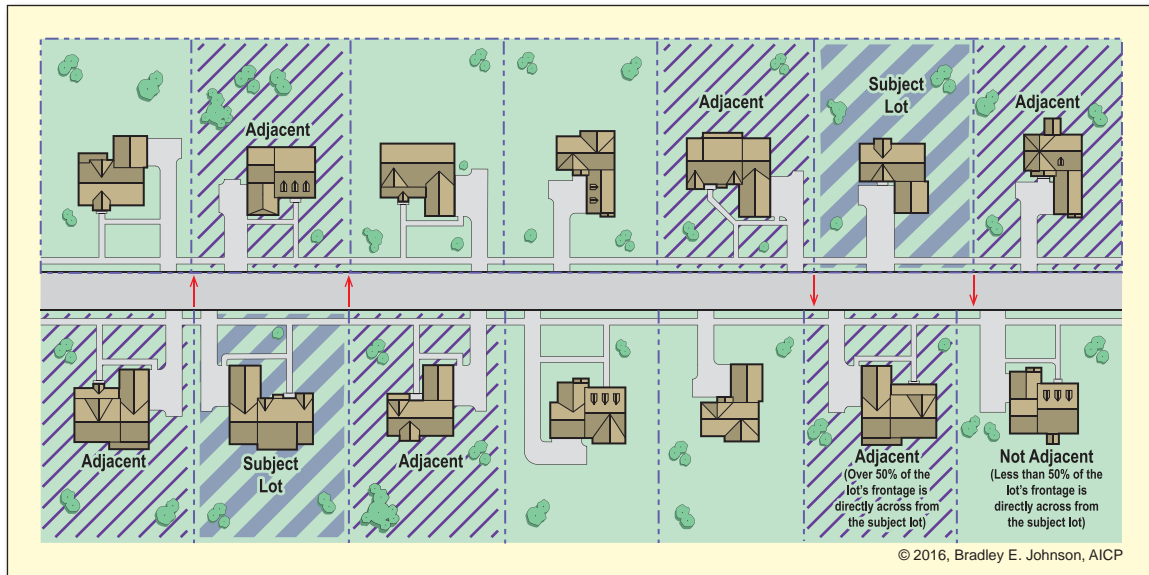 Adjacent
Adjacent
Subject
Lot
Adjacent
Adjacent
Subject
Lot
Adjacent
Adjacent
(Over 50% of the
lot's frontage is
directly across from
the subject lot)
Not Adjacent
(Less than 50% of the
lot's frontage is
directly across from
the subject lot)
© 2016, Bradley E. Johnson, AICP